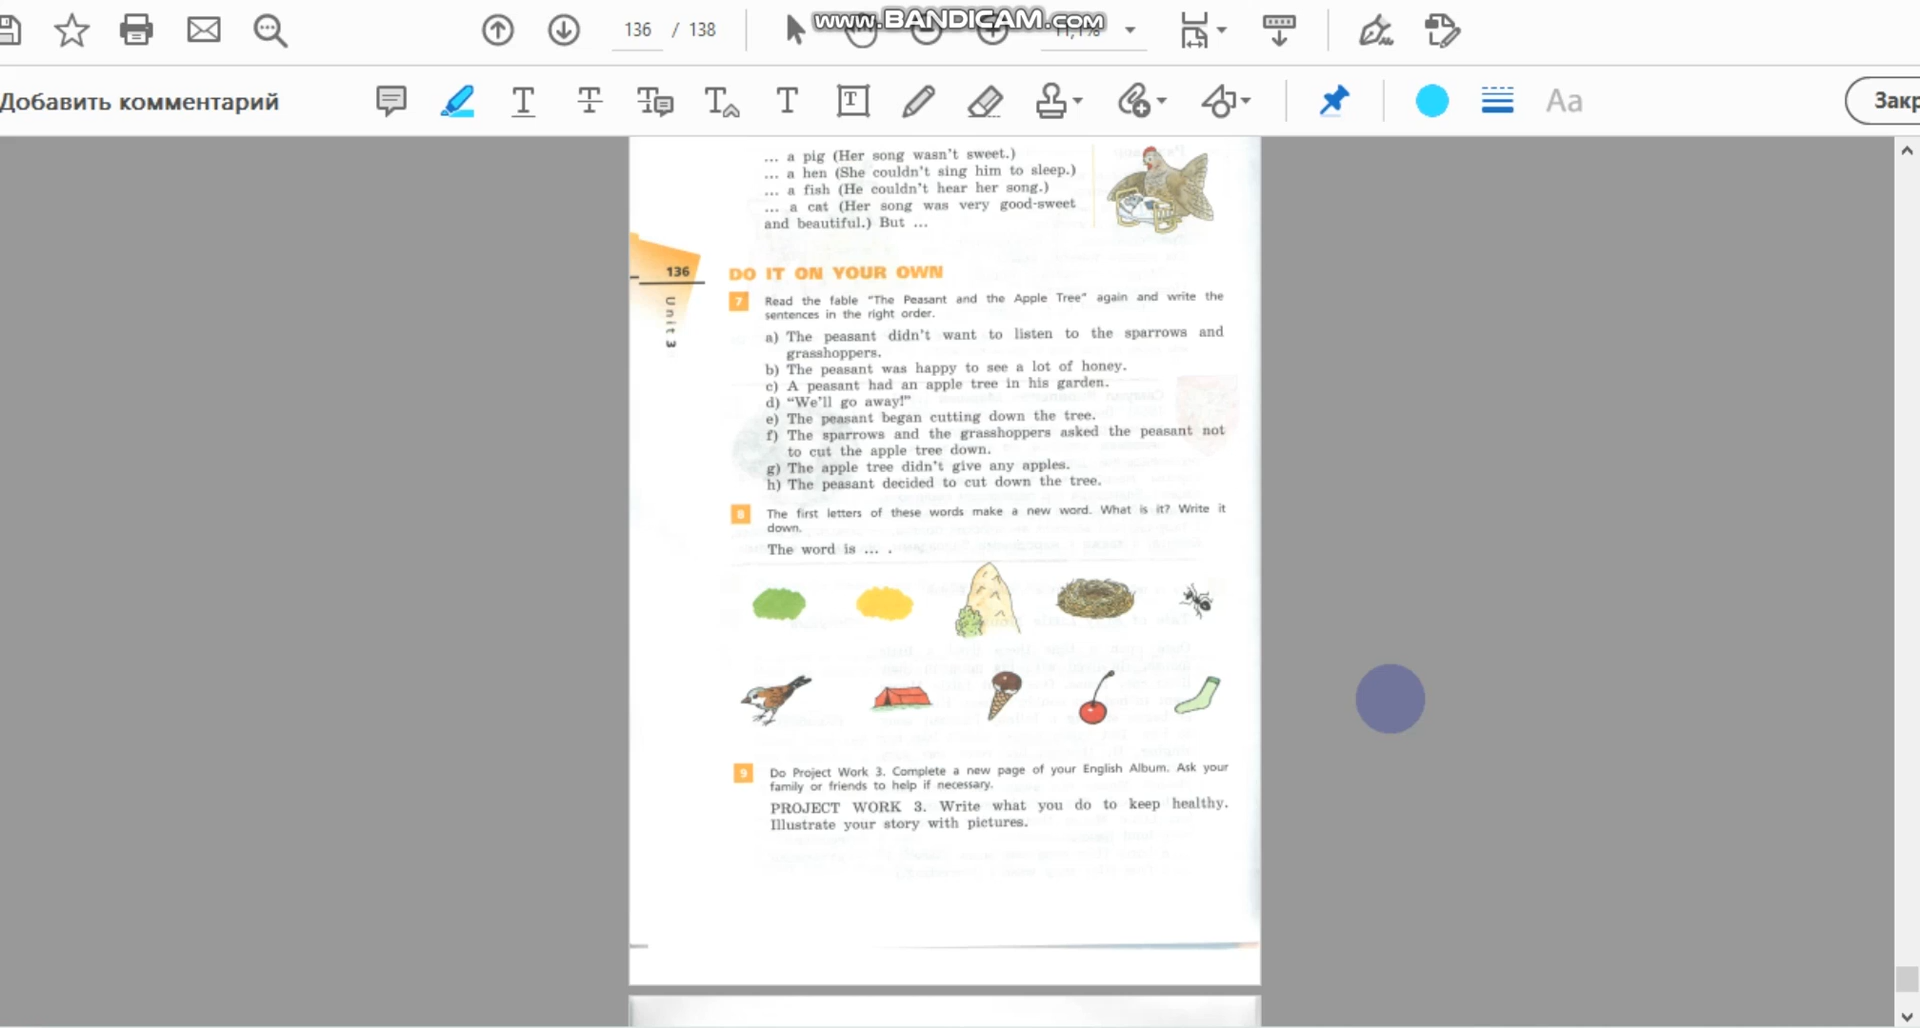 www.BANDICAM.com
136 / 138
Добавить комментарий
Aa
... a pig (Her song wasn't sweet.)
... a hen (She couldn't sing him to sleep.)
... a fish (He couldn't hear her song.)
... a cat (Her song was very good-sweet
and beautiful.) But ...
136
Unit 3
DO IT ON YOUR OWN
7 Read the fable "The Peasant and the Apple Tree" again and write the
sentences in the right order.
a) The peasant didn't want to listen to the sparrows and
grasshoppers.
b) The peasant was happy to see a lot of honey.
c) A peasant had an apple tree in his garden.
d) "We'll go away!"
e) The peasant began cutting down the tree.
f) The sparrows and the grasshoppers asked the peasant not
to cut the apple tree down.
g) The apple tree didn't give any apples.
h) The peasant decided to cut down the tree.
8 The first letters of these words make a new word. What is it? Write it
down.
The word is ... .
9 Do Project Work 3. Complete a new page of your English Album. Ask your
family or friends to help if necessary.
PROJECT WORK 3. Write what you do to keep healthy.
Illustrate your story with pictures.